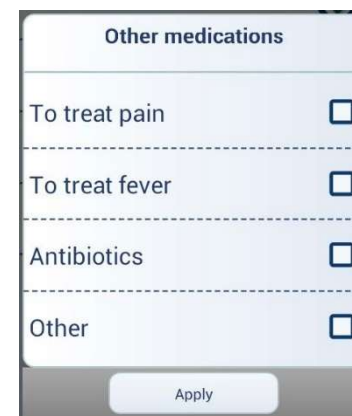 Other medications
To treat pain
To treat fever
Antibiotics
Other
Apply